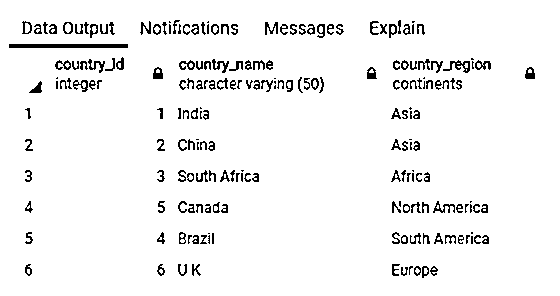 Data Output Notifications Messages Explain
country_id country_name country_region
integer character varying (50) continents
1 1 India Asia
2 2 China Asia
3 3 South Africa Africa
4 5 Canada North America
5 4 Brazil South America
6 6 U K Europe